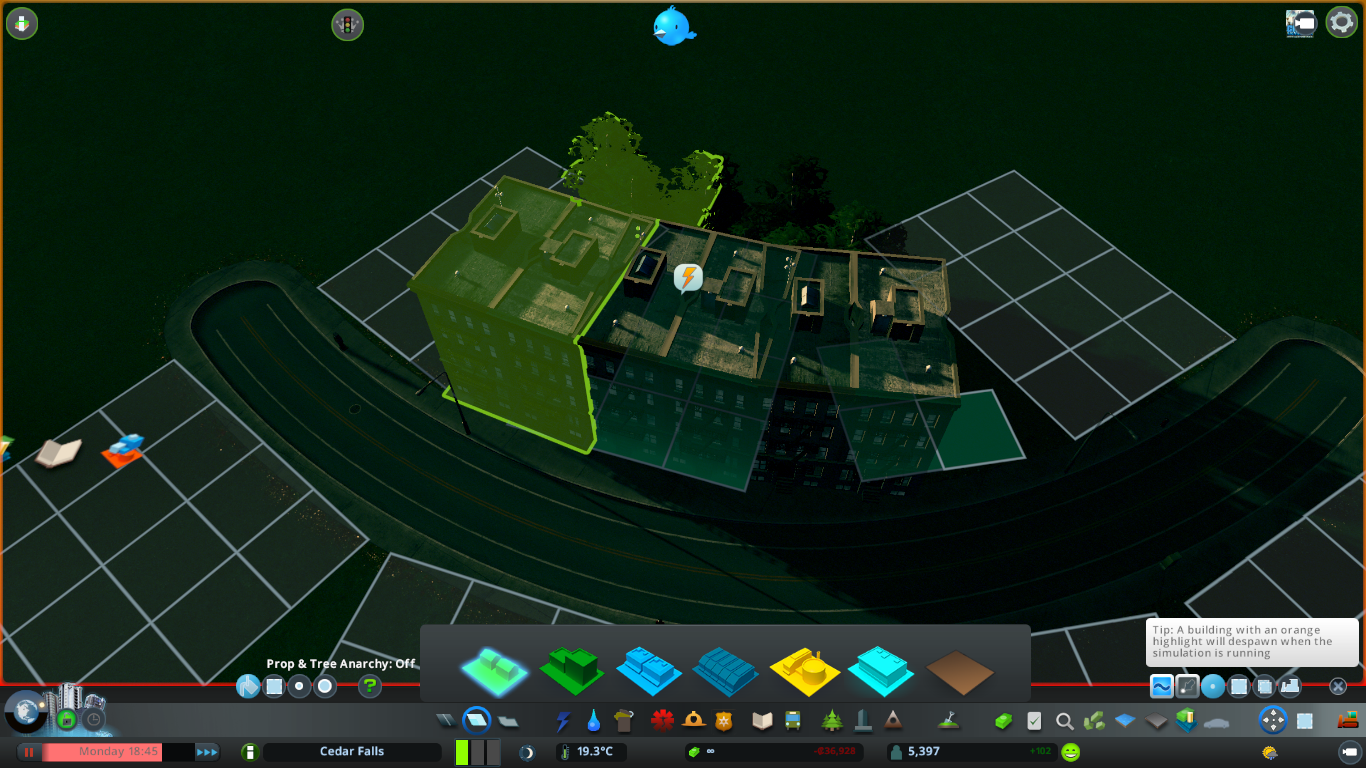 Tip: A building with an orange
highlight will despawn when the
simulation is running
Prop & Tree Anarchy: Off
?
Monday 18:45
Cedar Falls
19.3°C
∞
-₡36,928
5,397
+102